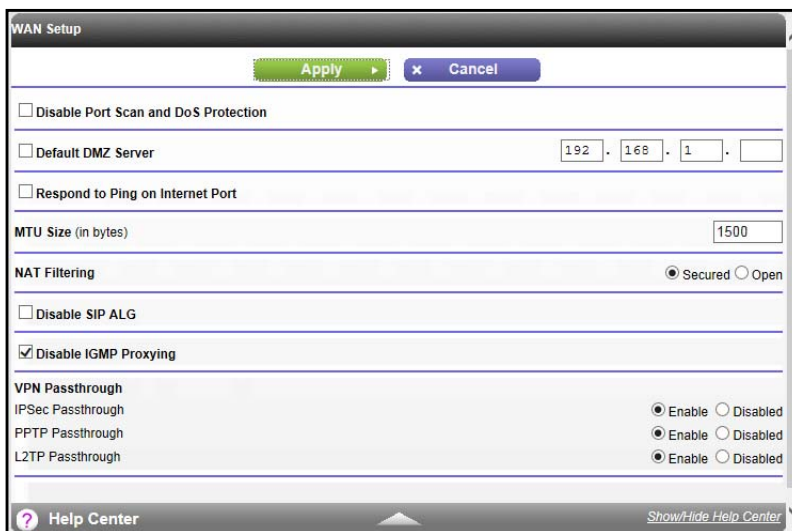 WAN Setup
Apply
Cancel
Disable Port Scan and DoS Protection
Default DMZ Server 192 . 168 . 1 .
Respond to Ping on Internet Port
MTU Size (in bytes) 1500
NAT Filtering Secured Open
Disable SIP ALG
Disable IGMP Proxying
VPN Passthrough
IPSec Passthrough Enable Disabled
PPTP Passthrough Enable Disabled
L2TP Passthrough Enable Disabled
? Help Center Show/Hide Help Center